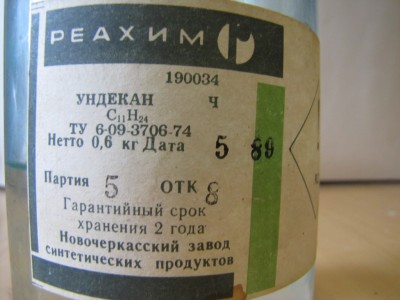 РЕАХИМ
190034
УНДЕКАН Ч
C₁₁H₂₄
ТУ 6-09-3706-74
Нетто 0,6 кг Дата 5 89
Партия 5 ОТК 8
Гарантийный срок
хранения 2 года
Новочеркасский завод
синтетических продуктов